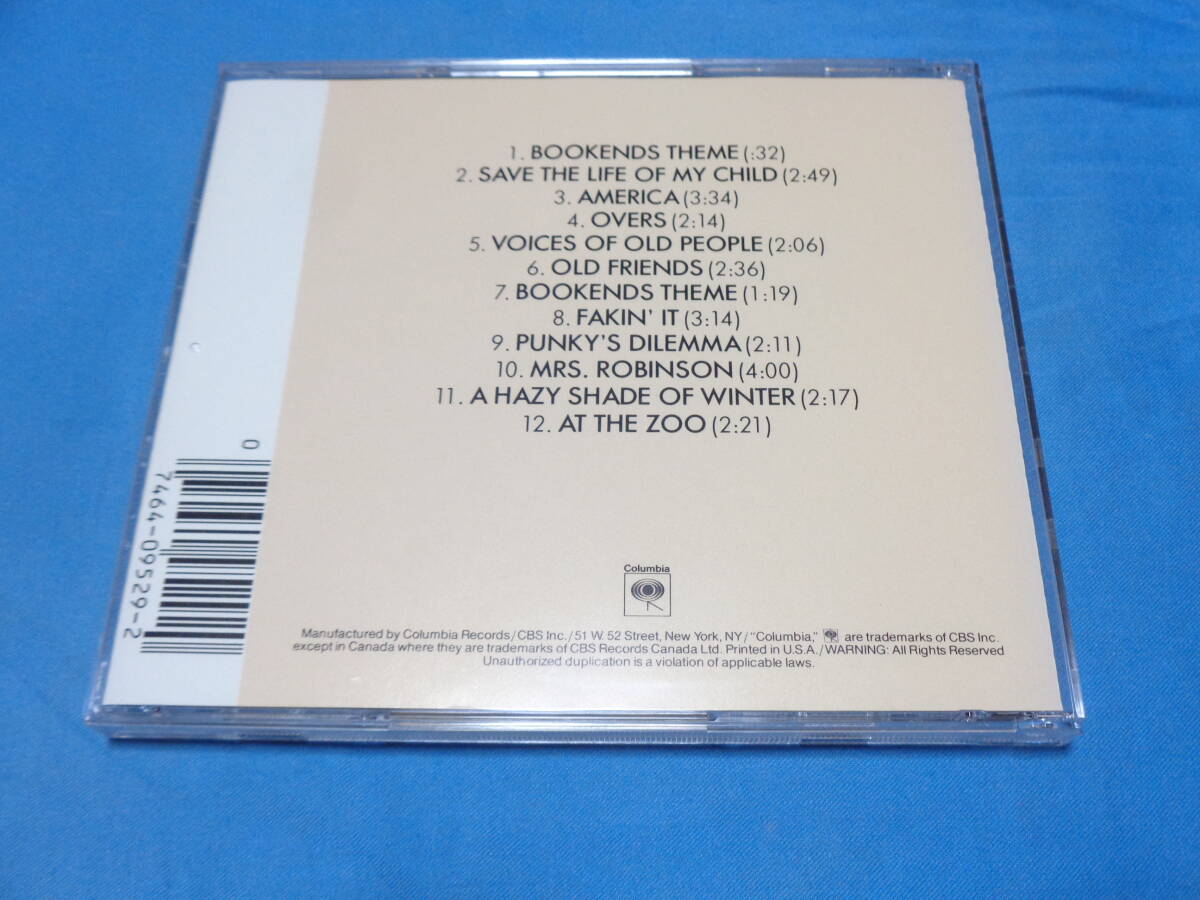 1. BOOKENDS THEME (:32)
2. SAVE THE LIFE OF MY CHILD (2:49)
3. AMERICA (3:34)
4. OVERS (2:14)
5. VOICES OF OLD PEOPLE (2:06)
6. OLD FRIENDS (2:36)
7. BOOKENDS THEME (1:19)
8. FAKIN' IT (3:14)
9. PUNKY'S DILEMMA (2:11)
10. MRS. ROBINSON (4:00)
11. A HAZY SHADE OF WINTER (2:17)
12. AT THE ZOO (2:21)
0
7464-09529-2
Columbia
Manufactured by Columbia Records/CBS Inc./51 W. 52 Street, New York, NY/"Columbia," are trademarks of CBS Inc.
except in Canada where they are trademarks of CBS Records Canada Ltd. Printed in U.S.A./WARNING: All Rights Reserved
Unauthorized duplication is a violation of applicable laws.